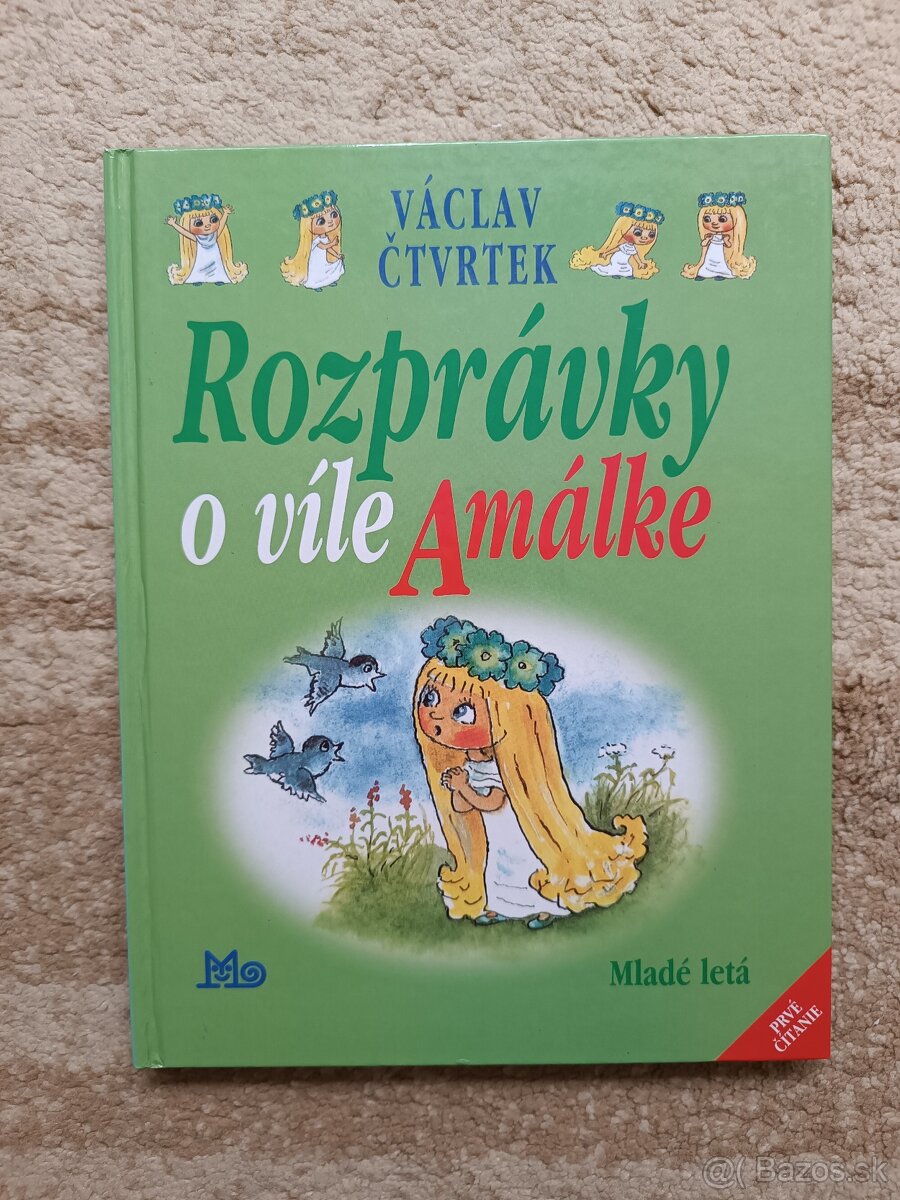 VÁCLAV
ČTVRTEK
Rozprávky
o víle Amálke
Mladé letá
PRVÉ
ČÍTANIE
@( Bazos.sk